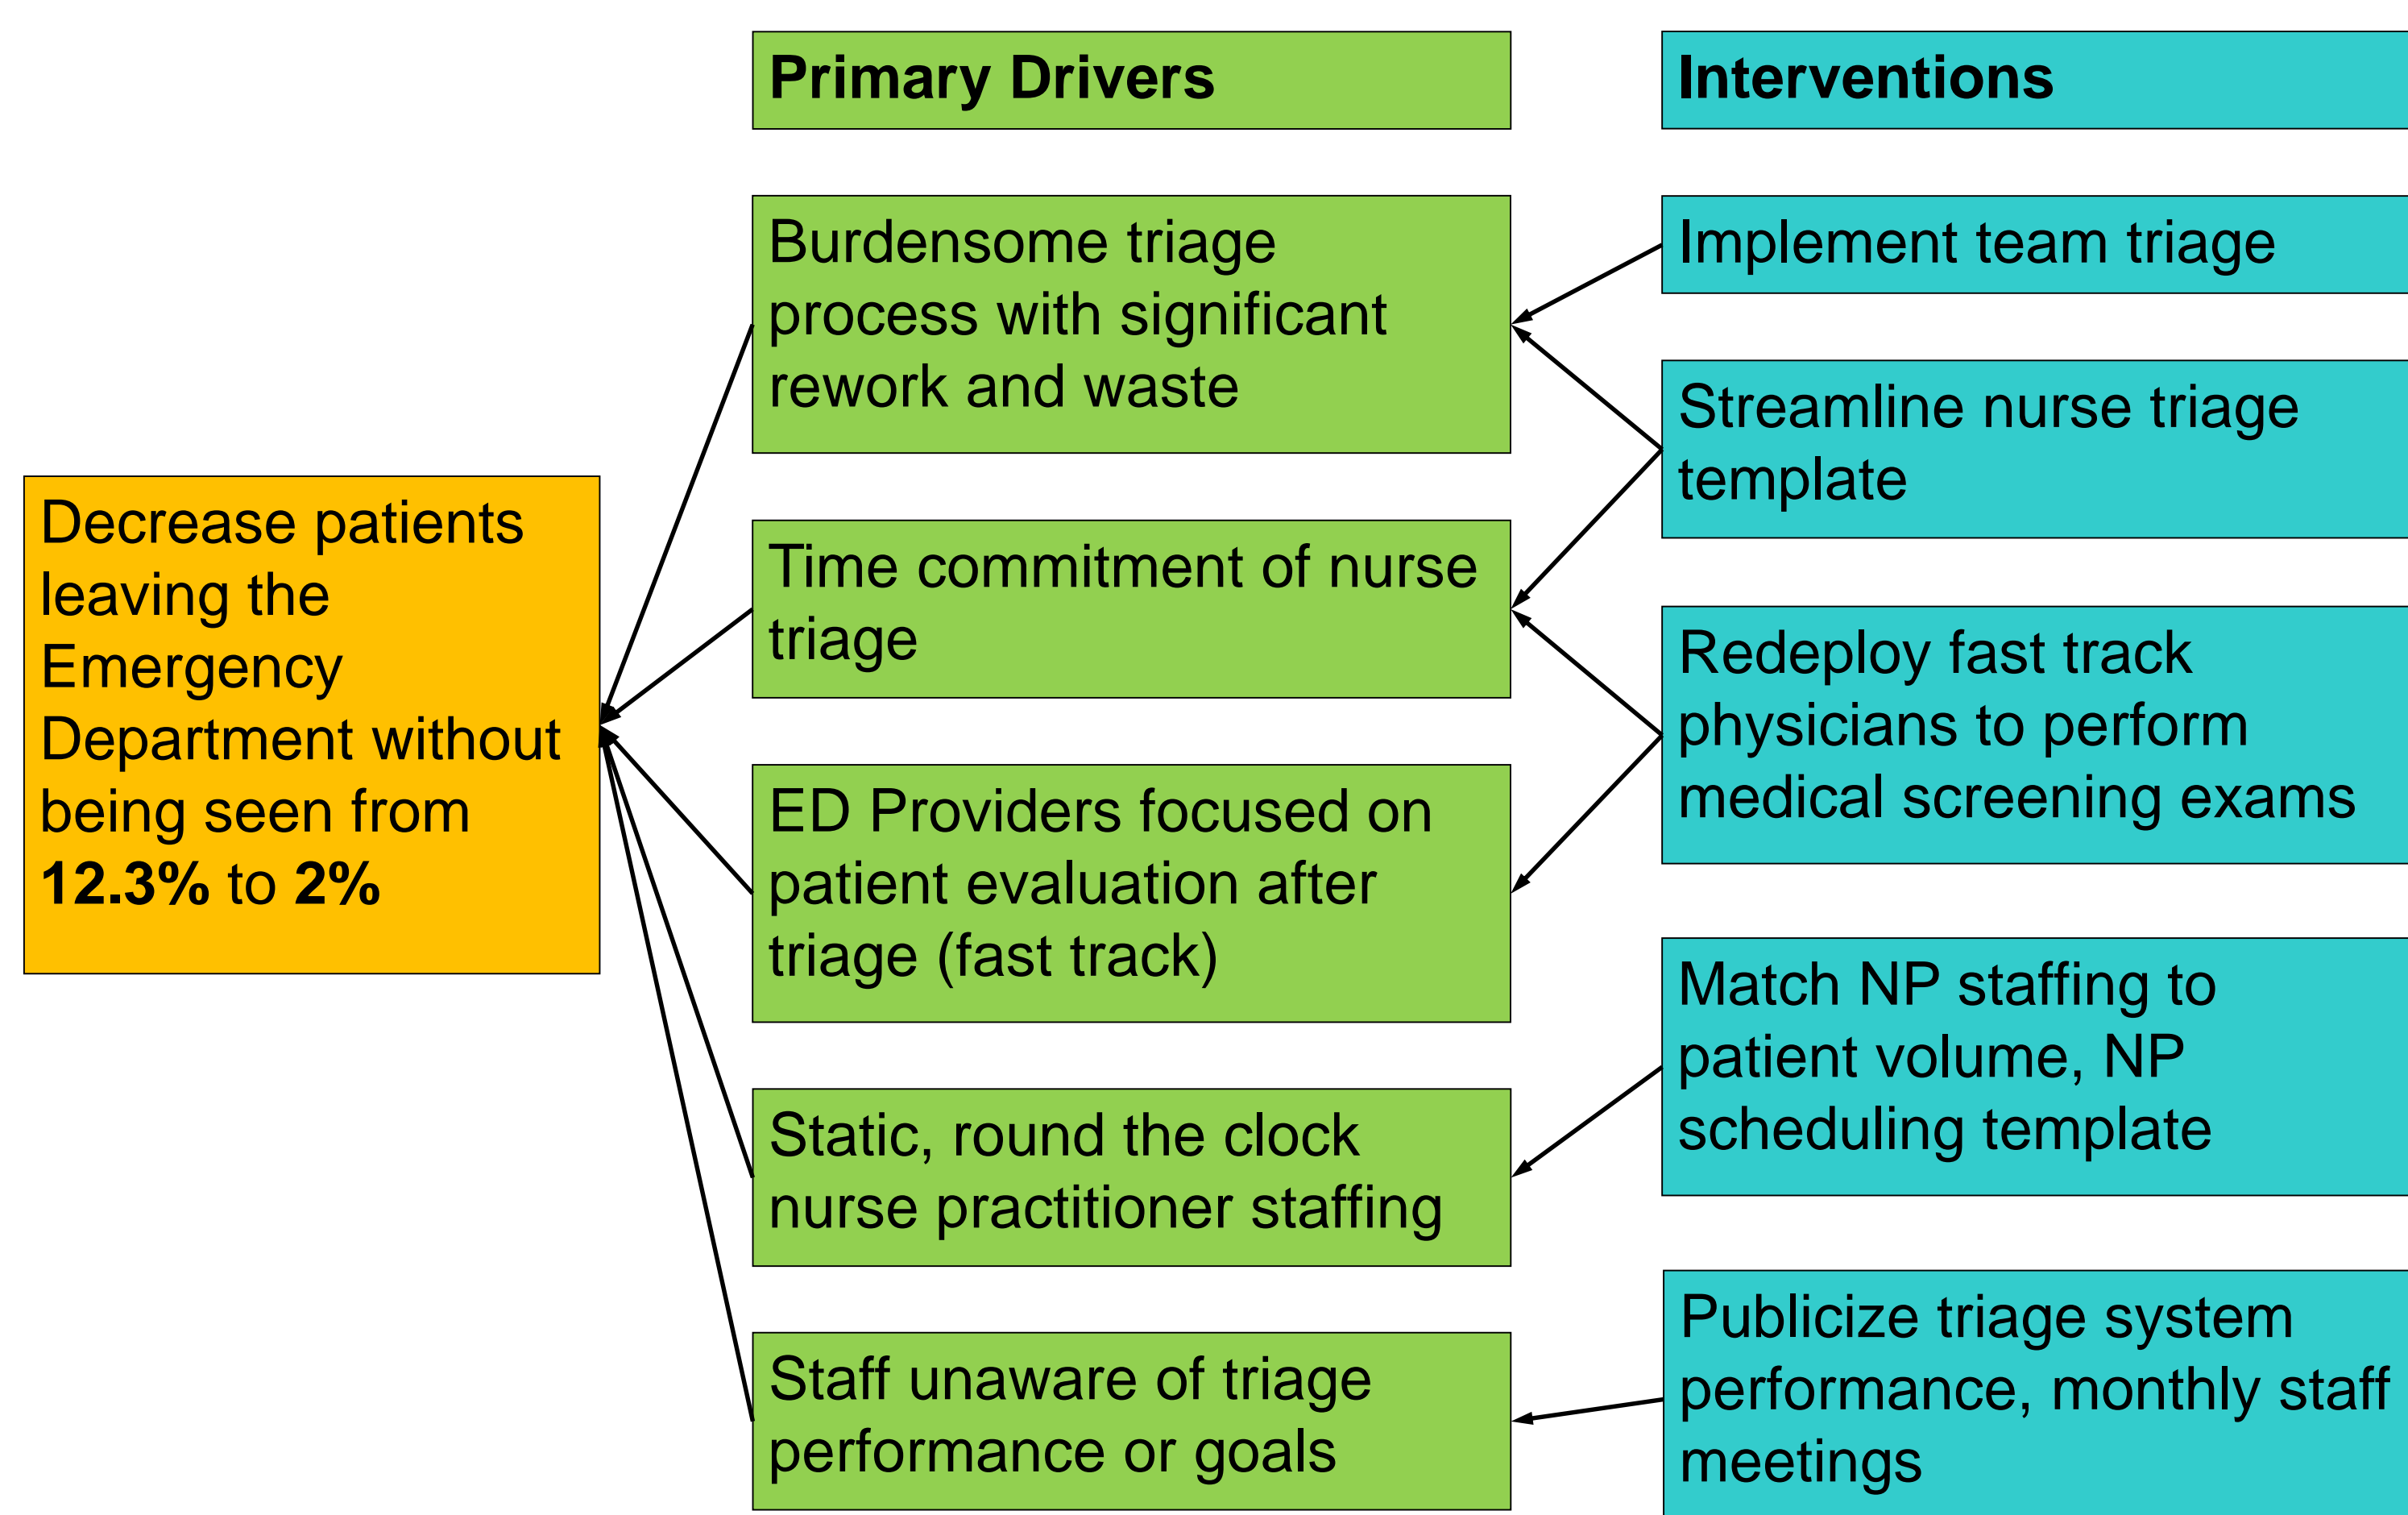 Primary Drivers
Interventions
Decrease patients
leaving the
Emergency
Department without
being seen from
12.3% to 2%
Burdensome triage
process with significant
rework and waste
Time commitment of nurse
triage
ED Providers focused on
patient evaluation after
triage (fast track)
Static, round the clock
nurse practitioner staffing
Staff unaware of triage
performance or goals
Implement team triage
Streamline nurse triage
template
Redeploy fast track
physicians to perform
medical screening exams
Match NP staffing to
patient volume, NP
scheduling template
Publicize triage system
performance, monthly staff
meetings